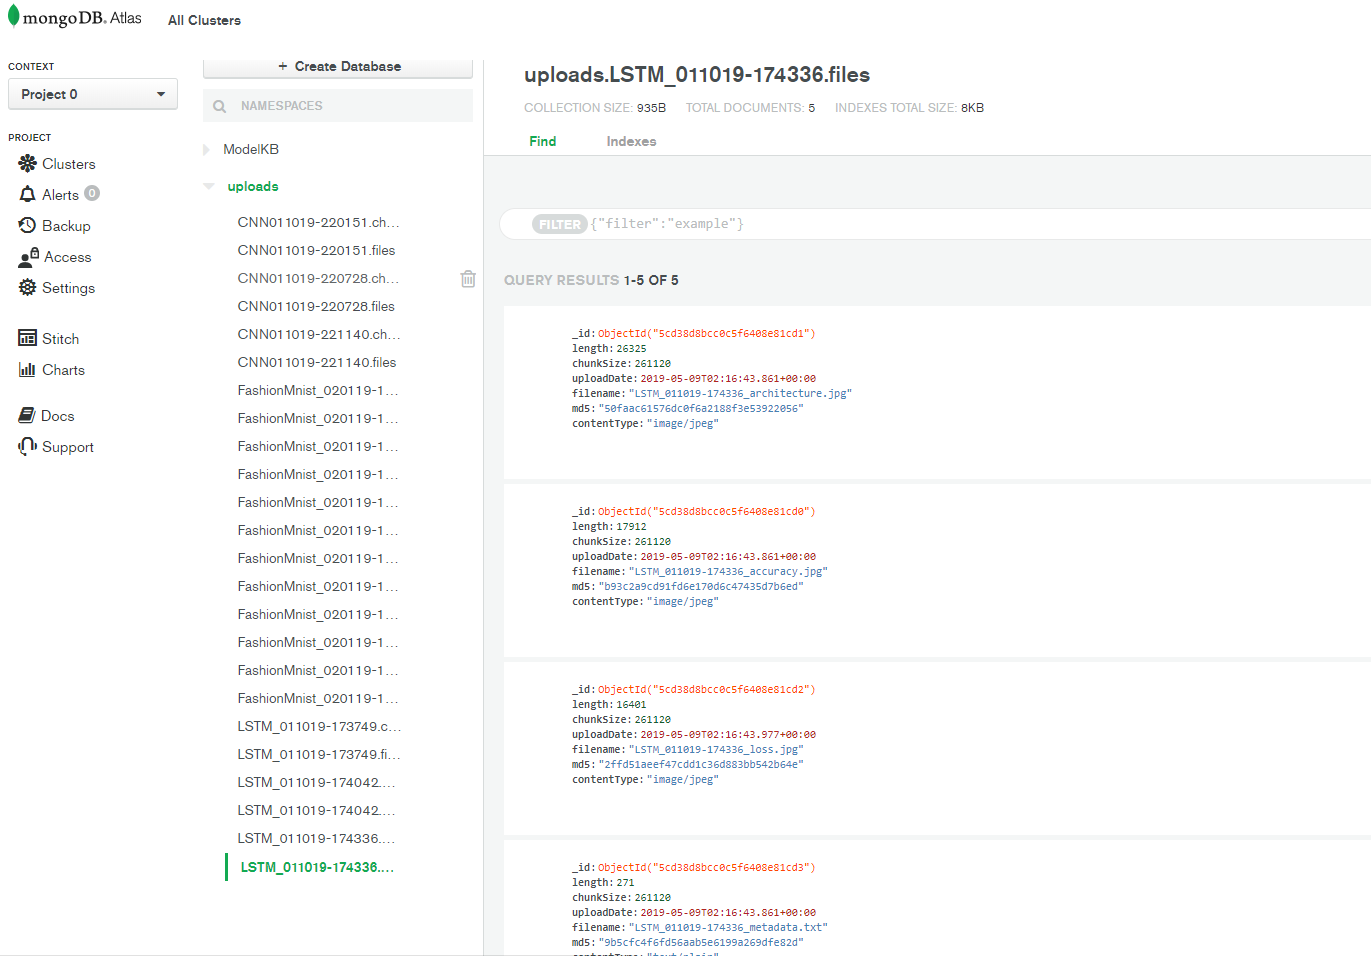 mongoDB. Atlas
All Clusters
CONTEXT
Project 0
PROJECT
Clusters
Alerts 0
Backup
Access
Settings
Stitch
Charts
Docs
Support
+ Create Database
NAMESPACES
ModelKB
uploads
CNN011019-220151.ch...
CNN011019-220151.files
CNN011019-220728.ch...
CNN011019-220728.files
CNN011019-221140.ch...
CNN011019-221140.files
FashionMnist_020119-1...
FashionMnist_020119-1...
FashionMnist_020119-1...
FashionMnist_020119-1...
FashionMnist_020119-1...
FashionMnist_020119-1...
FashionMnist_020119-1...
FashionMnist_020119-1...
FashionMnist_020119-1...
FashionMnist_020119-1...
FashionMnist_020119-1...
FashionMnist_020119-1...
LSTM_011019-173749.c...
LSTM_011019-173749.fi...
LSTM_011019-174042....
LSTM_011019-174042....
LSTM_011019-174336....
LSTM_011019-174336....
uploads.LSTM_011019-174336.files
COLLECTION SIZE: 935B TOTAL DOCUMENTS: 5 INDEXES TOTAL SIZE: 8KB
Find Indexes
FILTER {"filter":"example"}
QUERY RESULTS 1-5 OF 5
_id: ObjectId("5cd38d8bcc0c5f6408e81cd1")
length: 26325
chunkSize: 261120
uploadDate: 2019-05-09T02:16:43.861+00:00
filename: "LSTM_011019-174336_architecture.jpg"
md5: "50faac61576dc0f6a2188f3e53922056"
contentType: "image/jpeg"
_id: ObjectId("5cd38d8bcc0c5f6408e81cd0")
length: 17912
chunkSize: 261120
uploadDate: 2019-05-09T02:16:43.861+00:00
filename: "LSTM_011019-174336_accuracy.jpg"
md5: "b93c2a9cd91fd6e170d6c47435d7b6ed"
contentType: "image/jpeg"
_id: ObjectId("5cd38d8bcc0c5f6408e81cd2")
length: 16401
chunkSize: 261120
uploadDate: 2019-05-09T02:16:43.977+00:00
filename: "LSTM_011019-174336_loss.jpg"
md5: "2ffd51aeef47cdd1c36d883bb542b64e"
contentType: "image/jpeg"
_id: ObjectId("5cd38d8bcc0c5f6408e81cd3")
length: 271
chunkSize: 261120
uploadDate: 2019-05-09T02:16:43.861+00:00
filename: "LSTM_011019-174336_metadata.txt"
md5: "9b5cfc4f6fd56aab5e6199a269dfe82d"
contentType: "text/plain"